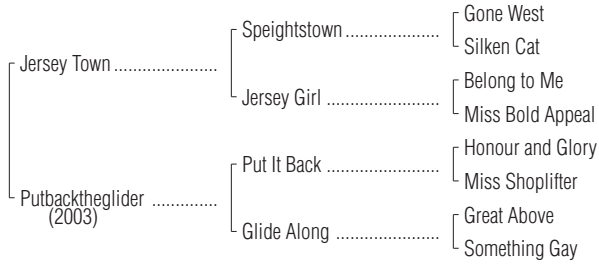 Gone West
Speightstown ....................
Silken Cat
Jersey Town ......................
Belong to Me
Jersey Girl ........................
Miss Bold Appeal
Honour and Glory
Put It Back ........................
Miss Shoplifter
Putbacktheglider ..............
(2003)
Great Above
Glide Along ......................
Something Gay